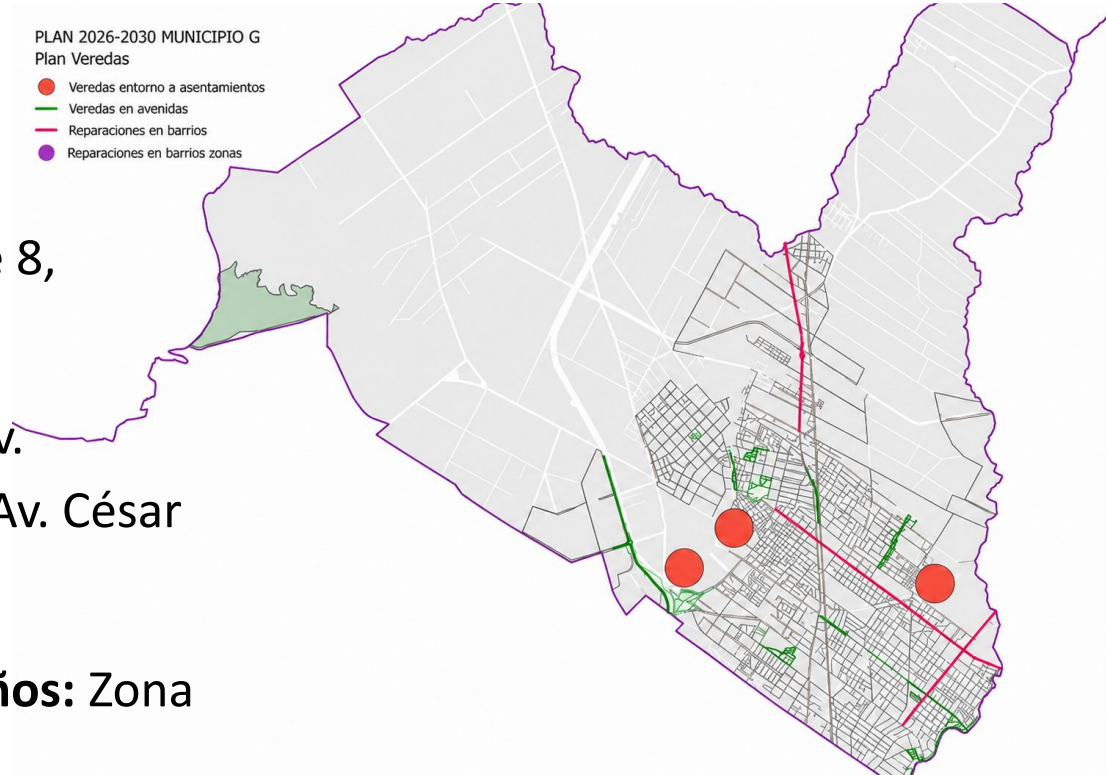 PLAN 2026-2030 MUNICIPIO G
Plan Veredas
Veredas entorno a asentamientos
Veredas en avenidas
Reparaciones en barrios
Reparaciones en barrios zonas
8,
v.
Av. César
ños: Zona